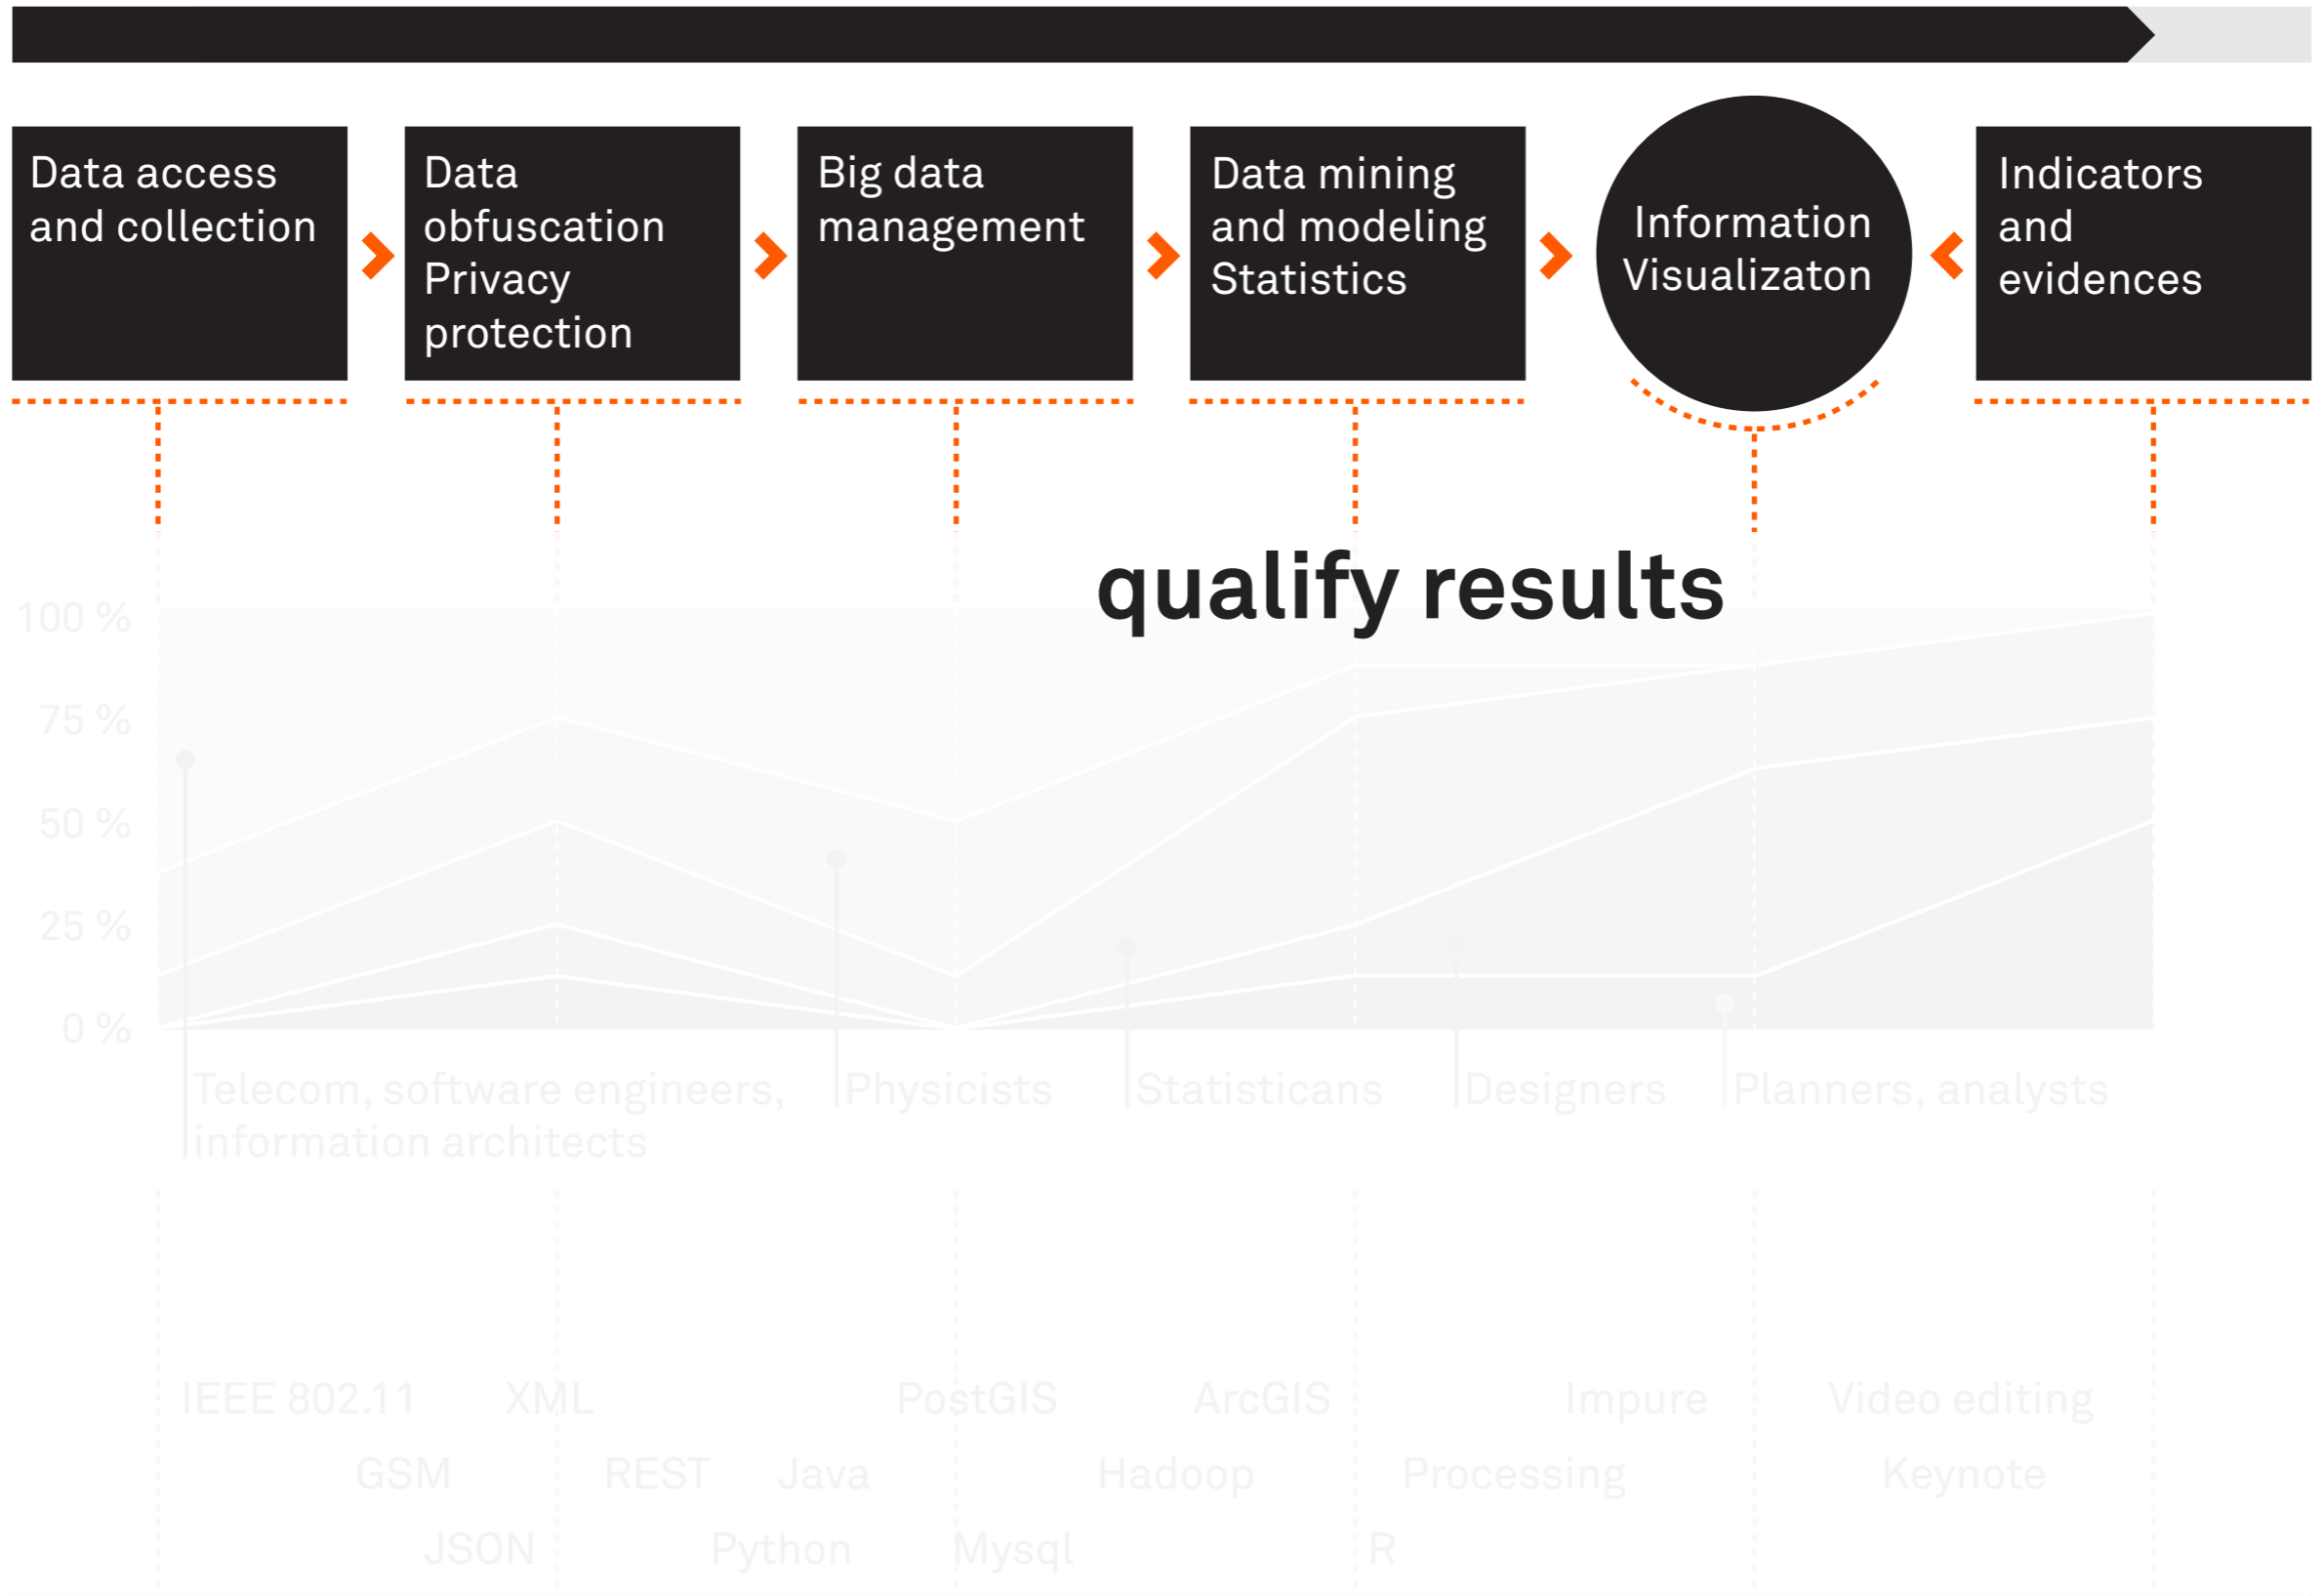 Data access
and collection
Data
obfuscation
Privacy
protection
Big data
management
Data mining
and modeling
Statistics
Information
Visualizaton
Indicators
and
evidences
qualify results
100 %
75 %
50 %
25 %
0 %
Telecom, software engineers,
information architects
Physicists
Statisticans
Designers
Planners, analysts
IEEE 802.11 XML PostGIS ArcGIS Impure Video editing
GSM REST Java Hadoop Processing Keynote
JSON Python Mysql R